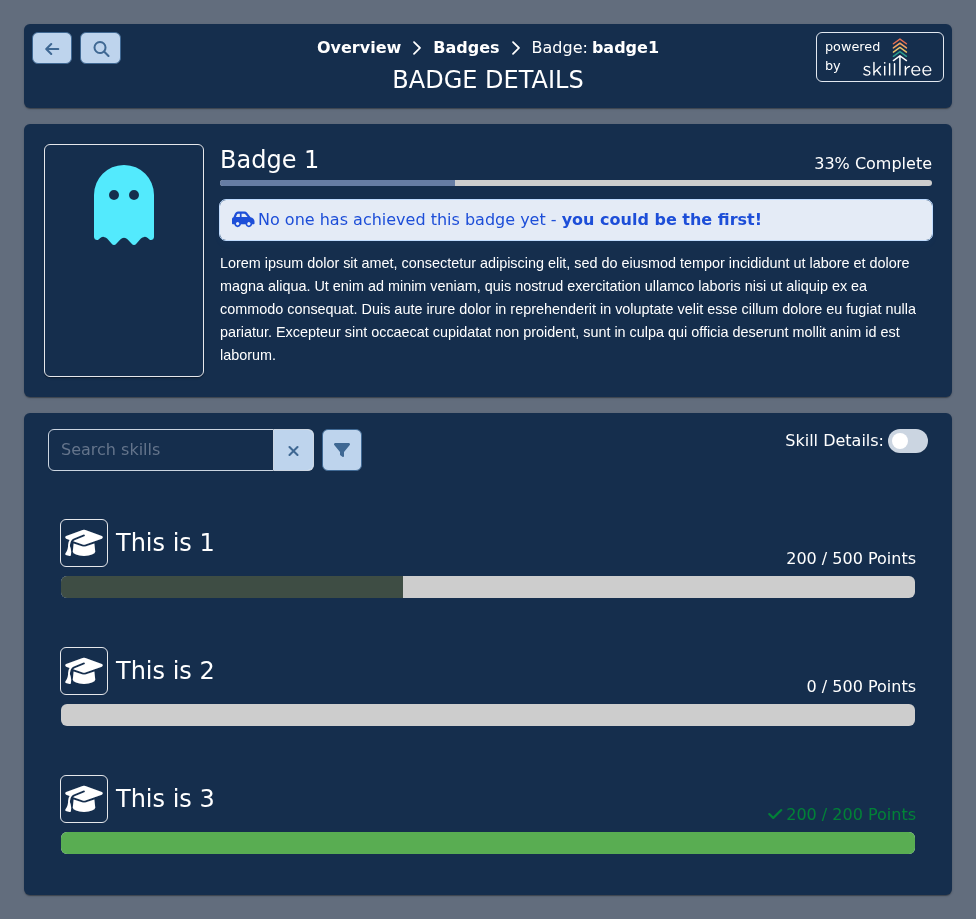 Overview > Badges > Badge: badge1
BADGE DETAILS
powered
by skilltree
Badge 1
33% Complete
No one has achieved this badge yet - you could be the first!
Lorem ipsum dolor sit amet, consectetur adipiscing elit, sed do eiusmod tempor incididunt ut labore et dolore
magna aliqua. Ut enim ad minim veniam, quis nostrud exercitation ullamco laboris nisi ut aliquip ex ea
commodo consequat. Duis aute irure dolor in reprehenderit in voluptate velit esse cillum dolore eu fugiat nulla
pariatur. Excepteur sint occaecat cupidatat non proident, sunt in culpa qui officia deserunt mollit anim id est
laborum.
Search skills
Skill Details:
This is 1
200 / 500 Points
This is 2
0 / 500 Points
This is 3
200 / 200 Points